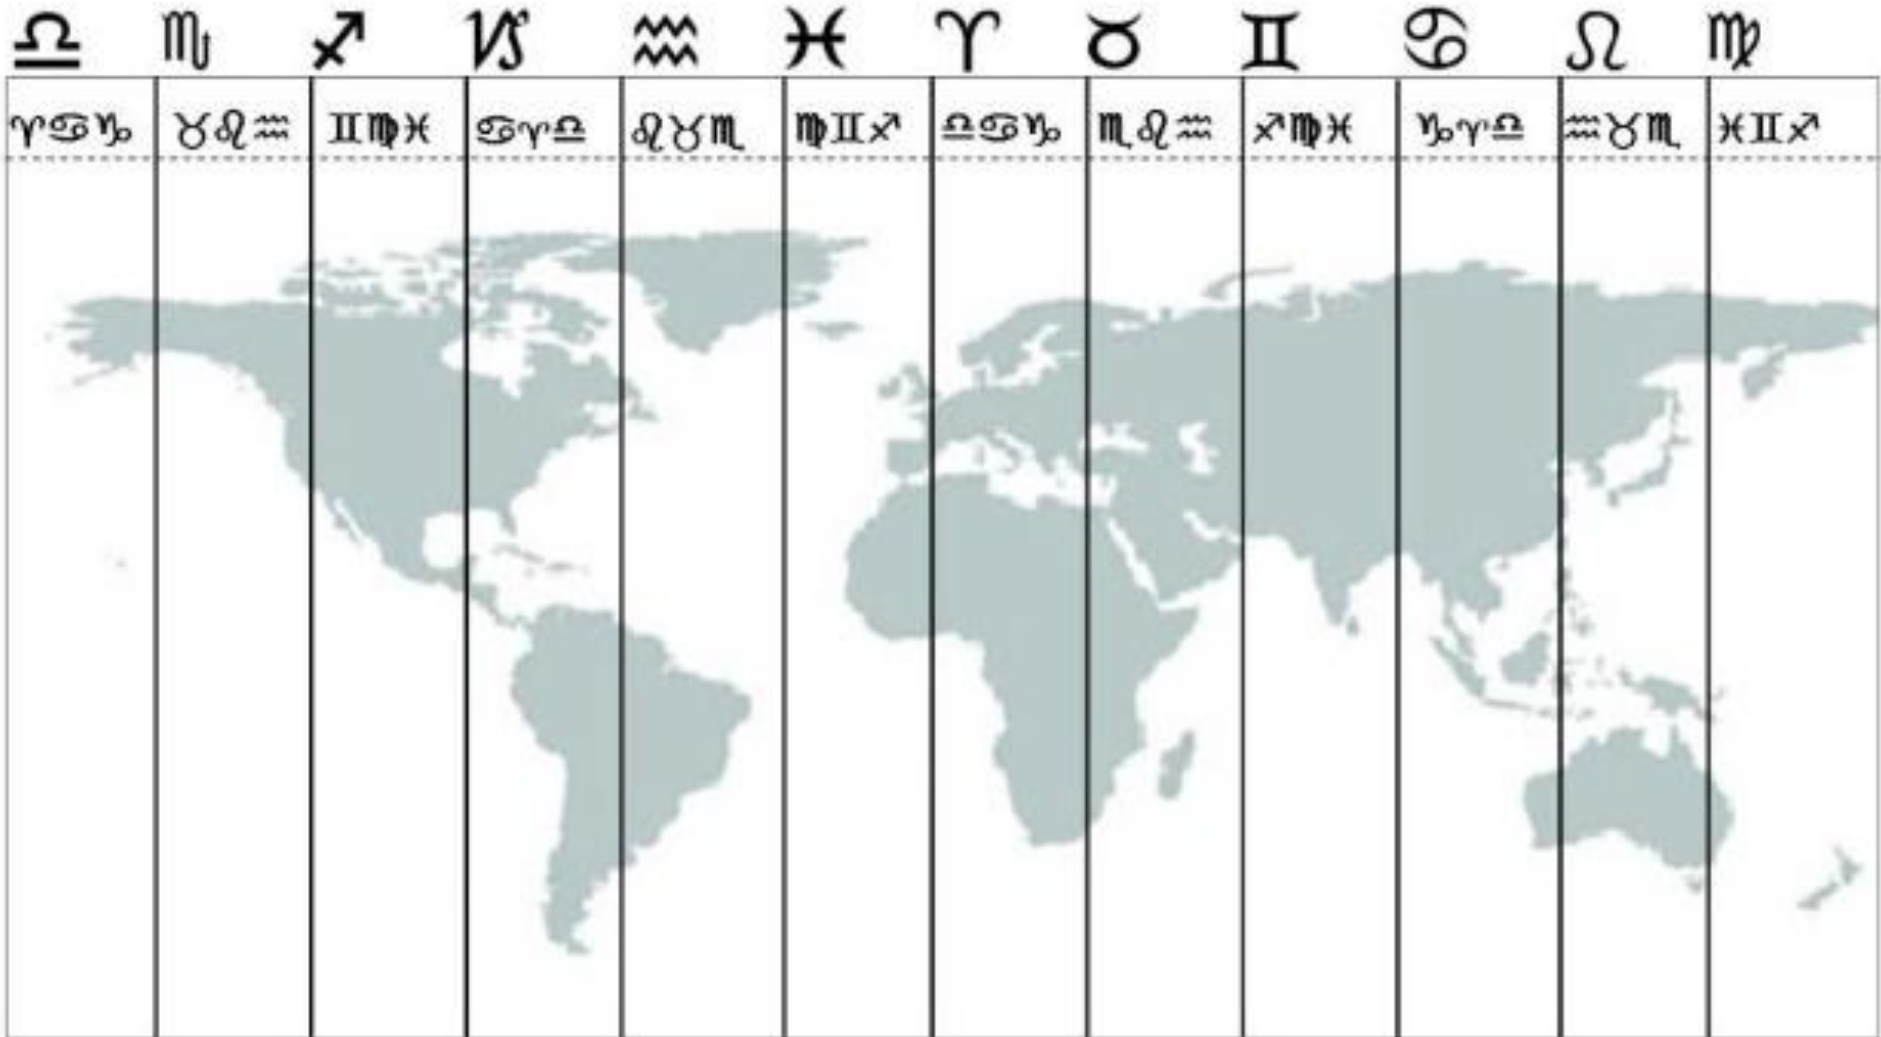 ♎ ♏ ♐ ♑ ♒ ♓ ♈ ♉ ♊ ♋ ♌ ♍
♈♋♑ ♉♌♒ ♊♍♓ ♋♈♎ ♌♉♏ ♍♊♐ ♎♋♑ ♏♌♒ ♐♍♓ ♑♈♎ ♒♉♏ ♓♊♐